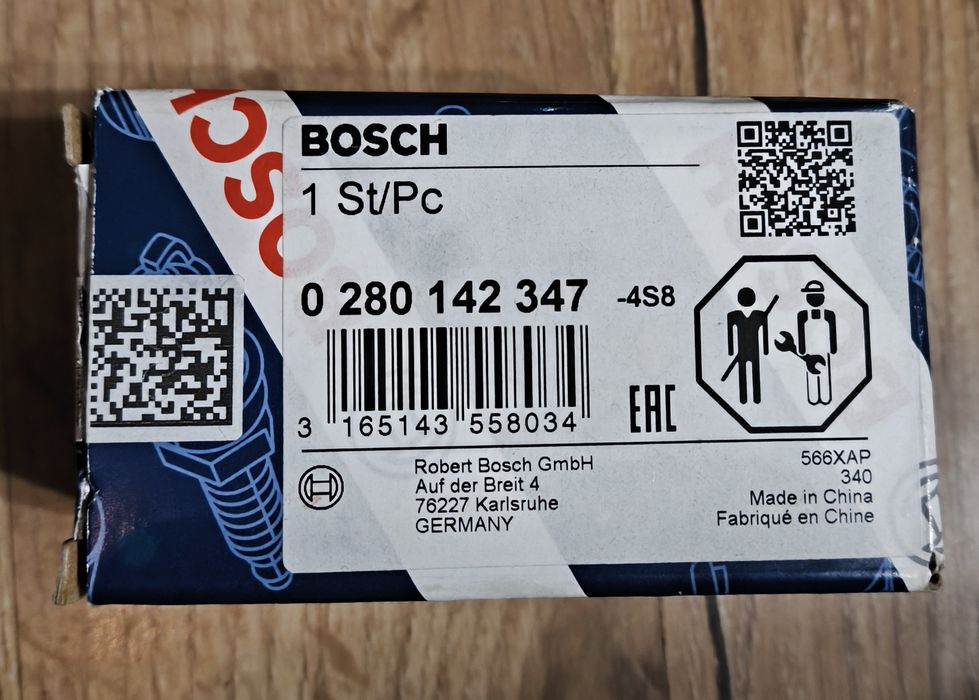 BOSCH
BOSCH
1 St/Pc
0 280 142 347 -4S8
3 165143 558034
EAC
Robert Bosch GmbH
Auf der Breit 4
76227 Karlsruhe
GERMANY
566XAP
340
Made in China
Fabriqué en Chine